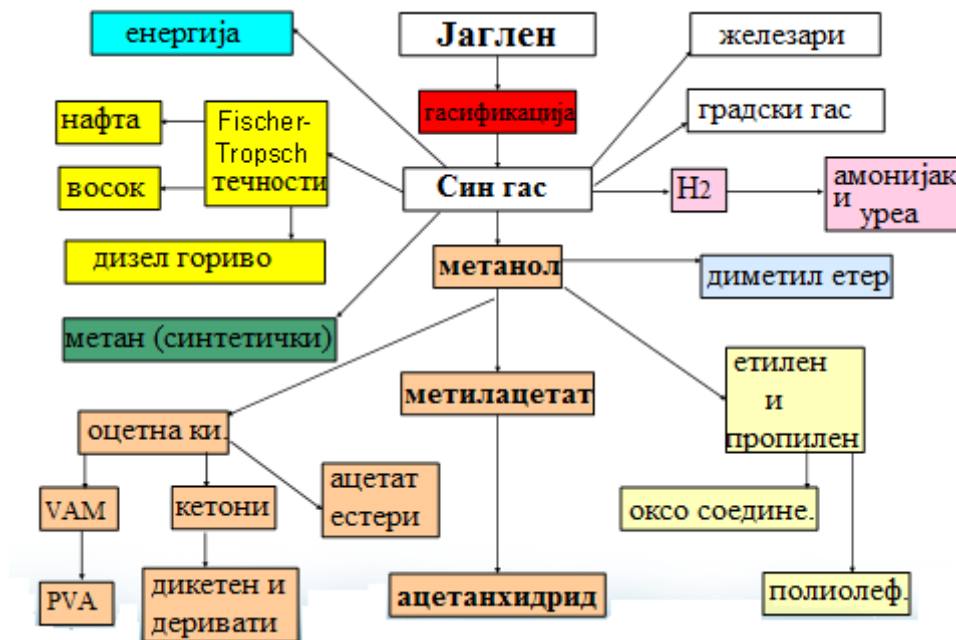 енергија
Јаглен
железари
гасификација
градски гас
нафта
Fischer-
Tropsch
течности
восок
Син гас
H2
амонијак
и
уреа
дизел гориво
метанол
диметил етер
метан (синтетички)
етилен
и
пропилен
метилацетат
оцетна ки.
ацетат
естери
VAM
кетони
оксо соедине.
PVA
дикетен и
деривати
ацетанхидрид
полиолеф.